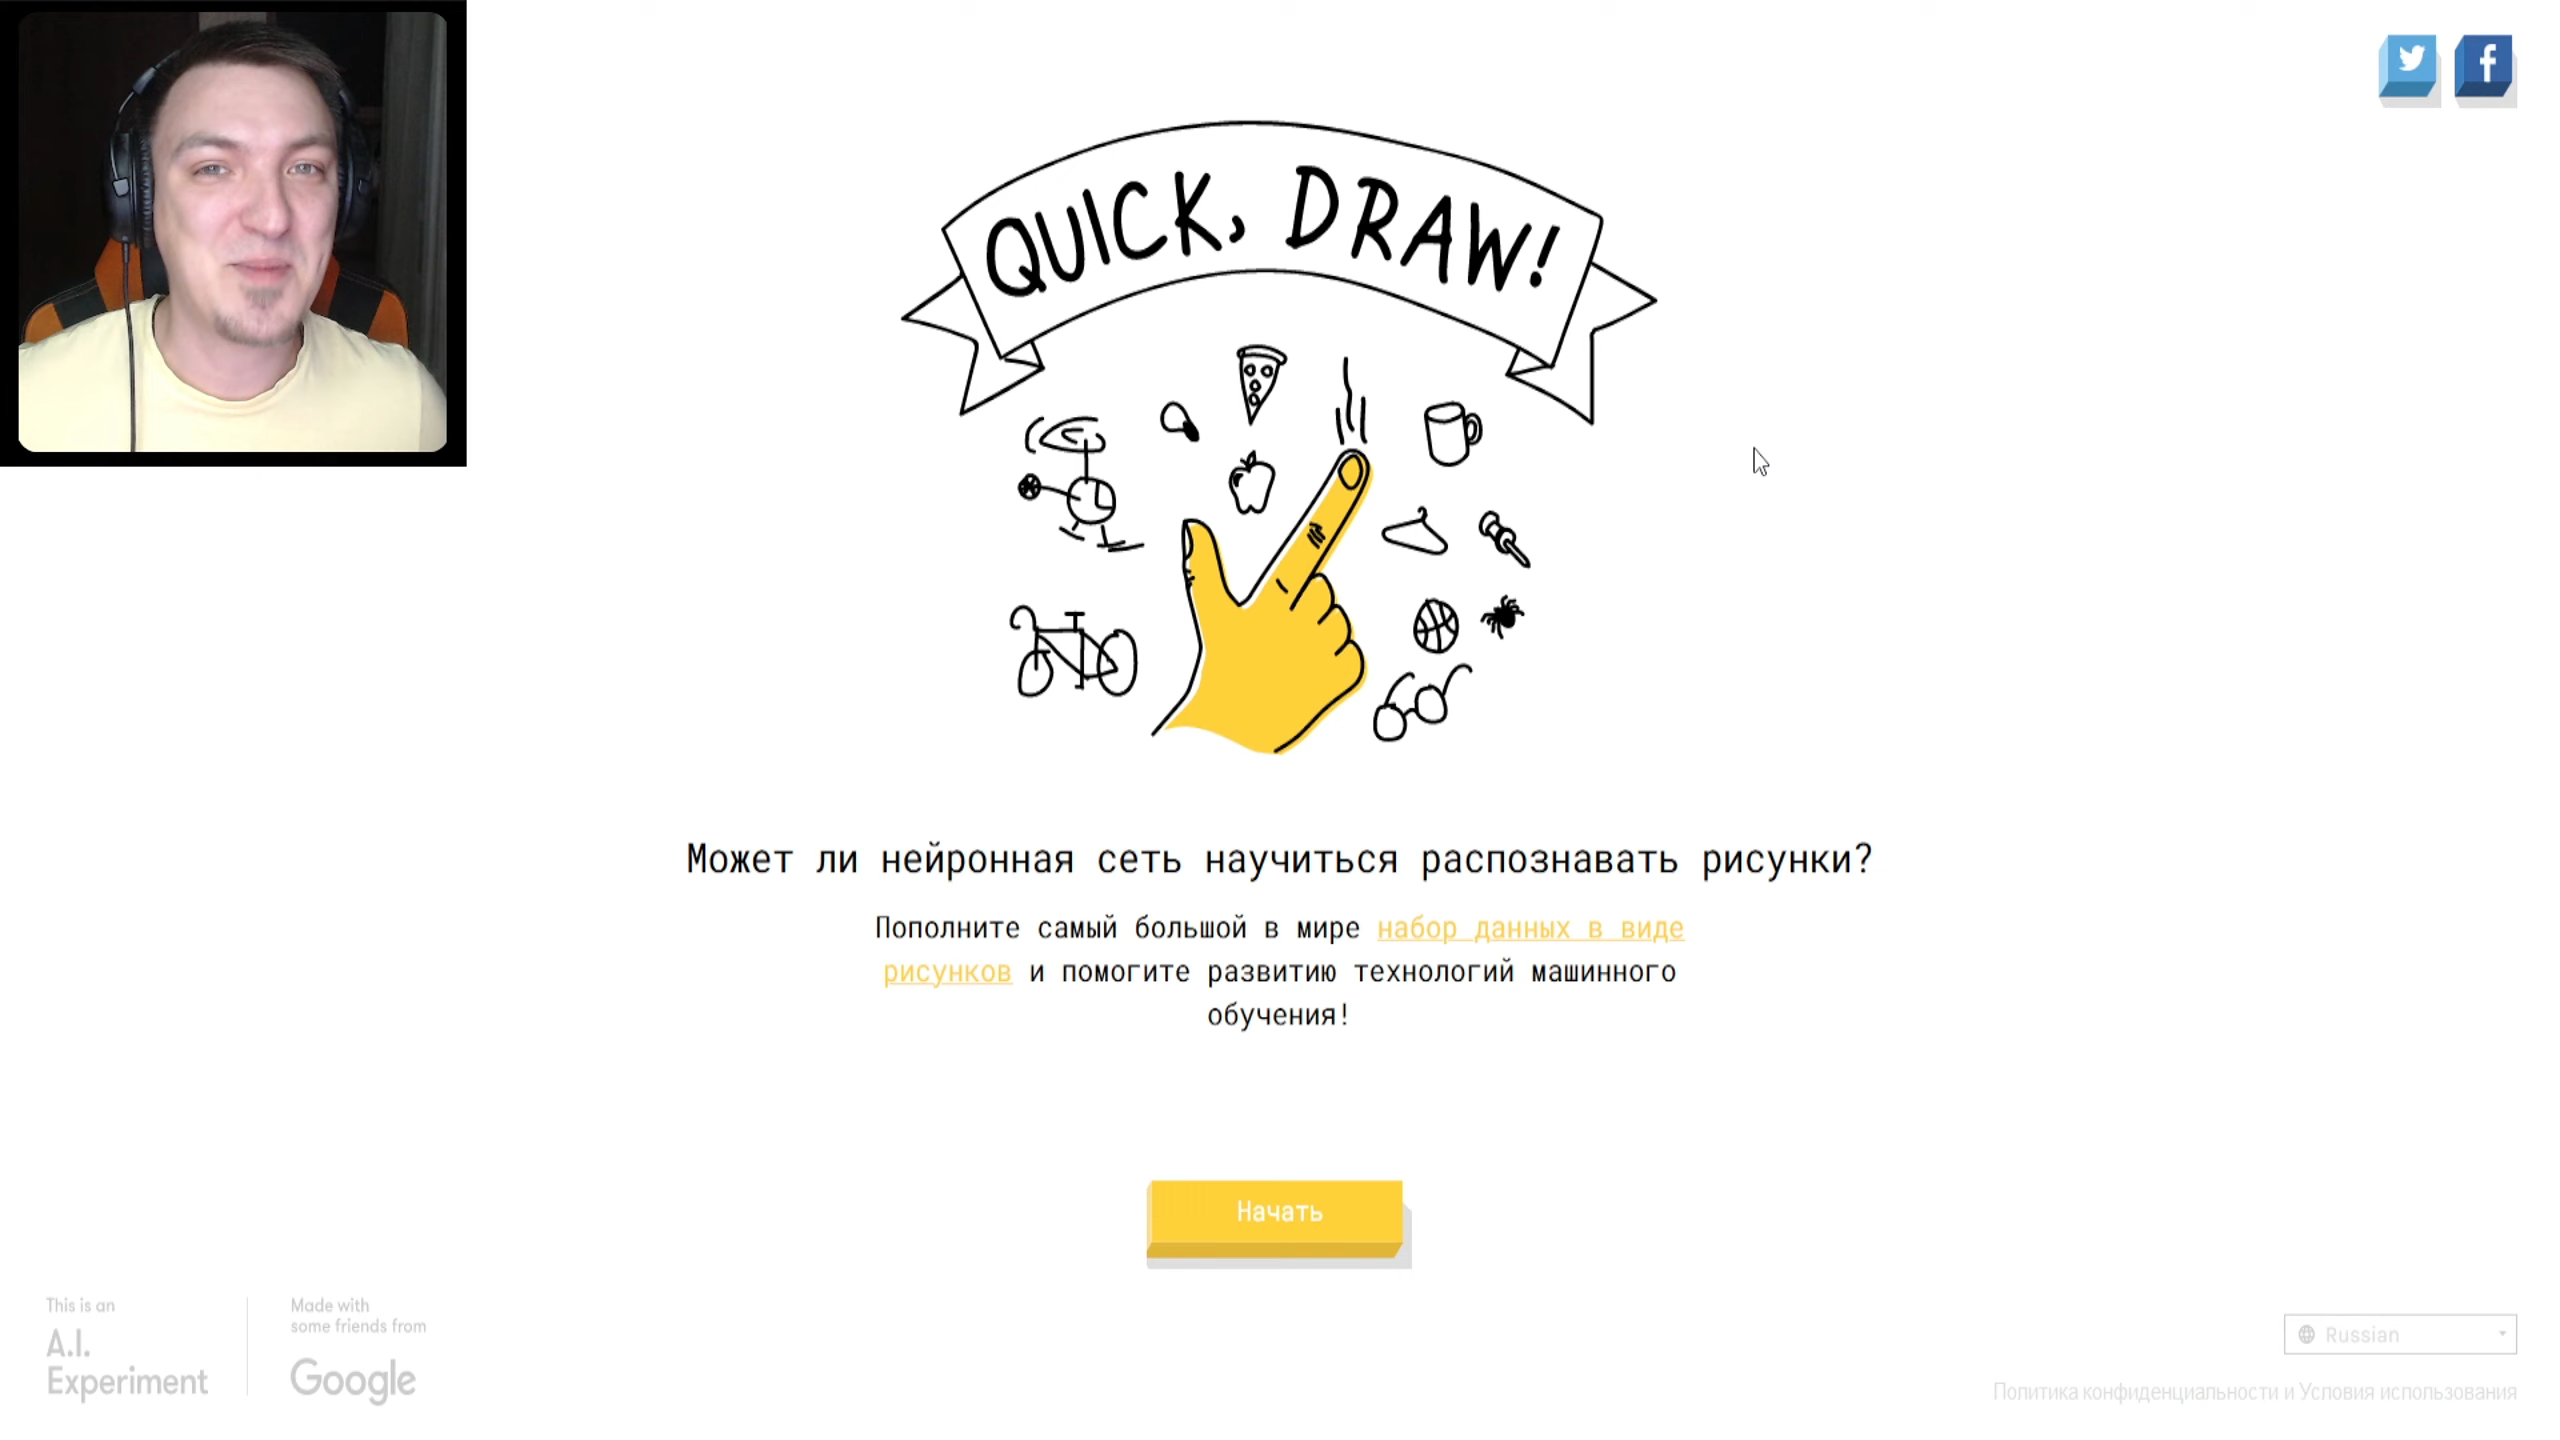 QUICK, DRAW!
Может ли нейронная сеть научиться распознавать рисунки?
Пополните самый большой в мире набор данных в виде
рисунков и помогите развитию технологий машинного
обучения!
Начать
This is an
A.I.
Experiment
Made with
some friends from
Google
Russian
Политика конфиденциальности и Условия использования